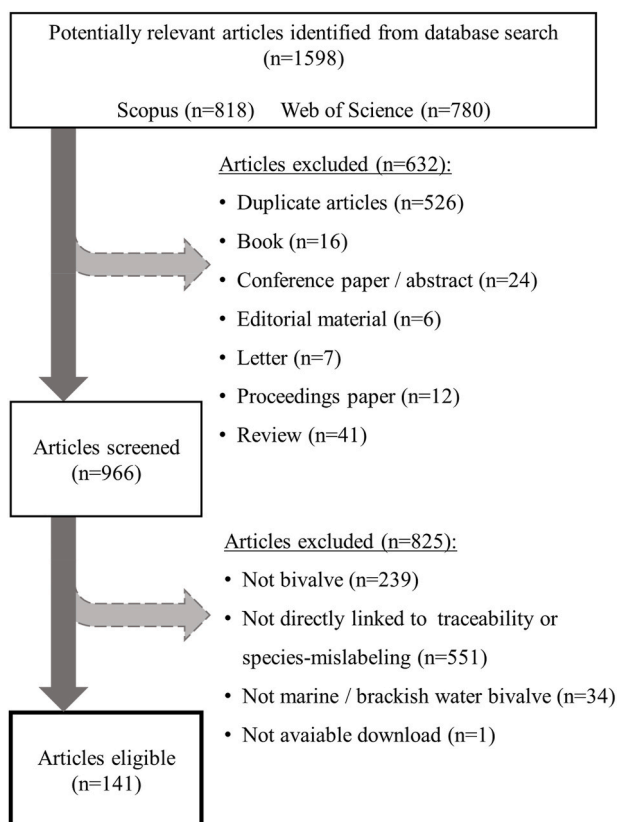 Potentially relevant articles identified from database search
(n=1598)
Scopus (n=818) Web of Science (n=780)
Articles excluded (n=632):
• Duplicate articles (n=526)
• Book (n=16)
• Conference paper / abstract (n=24)
• Editorial material (n=6)
• Letter (n=7)
• Proceedings paper (n=12)
• Review (n=41)
Articles screened
(n=966)
Articles excluded (n=825):
• Not bivalve (n=239)
• Not directly linked to traceability or
species-mislabeling (n=551)
• Not marine / brackish water bivalve (n=34)
• Not avaiable download (n=1)
Articles eligible
(n=141)